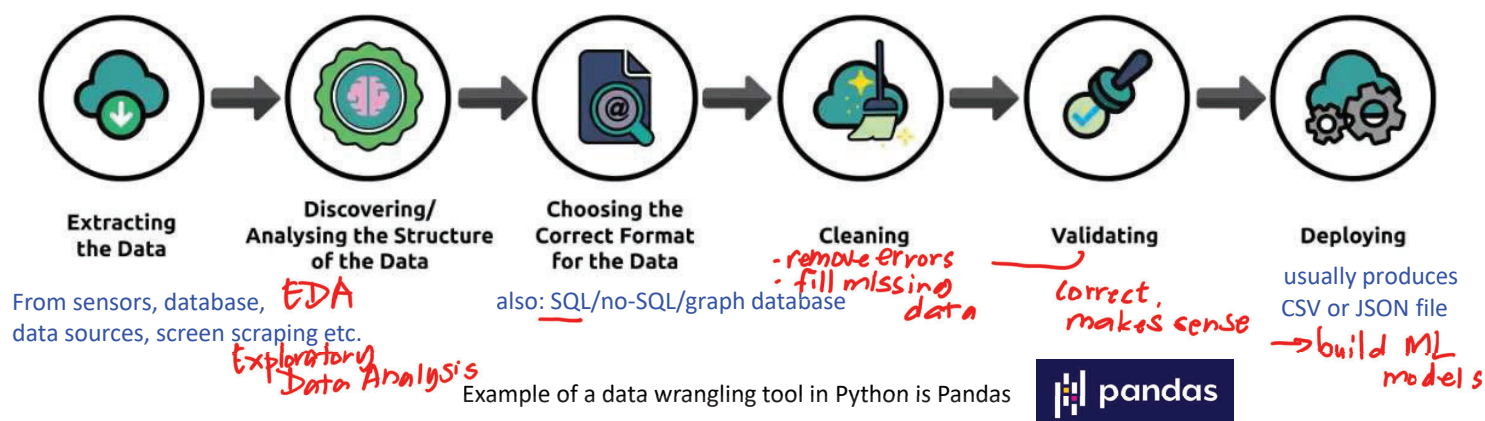 @
Extracting
the Data
Discovering/
Analysing the Structure
of the Data
Choosing the
Correct Format
for the Data
Cleaning
Validating
Deploying
From sensors, database,
data sources, screen scraping etc.
EDA
Exploratory
Data Analysis
also: SQL/no-SQL/graph database
- remove errors
- fill missing
data
correct,
makes sense
usually produces
CSV or JSON file
→ build ML
models
Example of a data wrangling tool in Python is Pandas
pandas